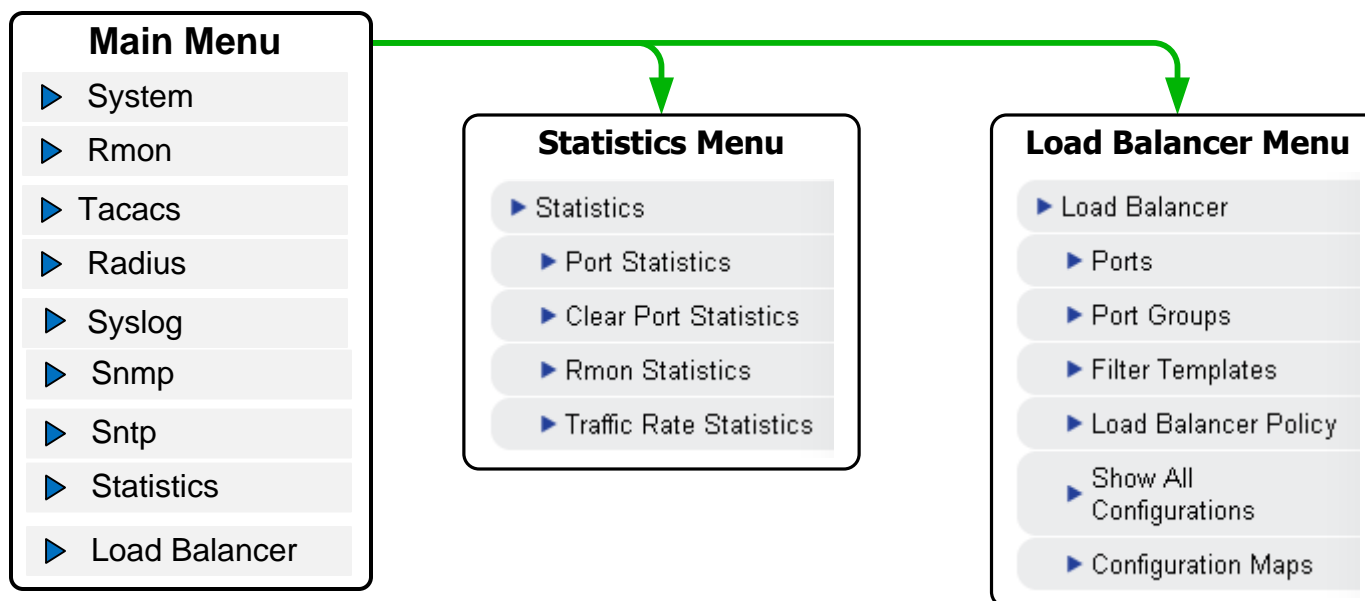 Main Menu
System
Rmon
Tacacs
Radius
Syslog
Snmp
Sntp
Statistics
Load Balancer
Statistics Menu
Statistics
Port Statistics
Clear Port Statistics
Rmon Statistics
Traffic Rate Statistics
Load Balancer Menu
Load Balancer
Ports
Port Groups
Filter Templates
Load Balancer Policy
Show All
Configurations
Configuration Maps